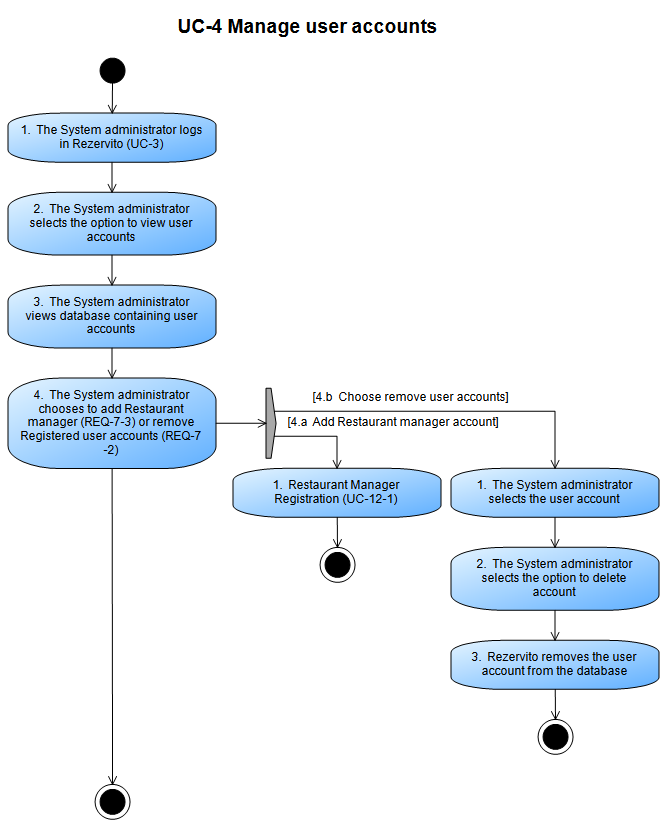 UC-4 Manage user accounts
1. The System administrator logs
in Rezervito (UC-3)
2. The System administrator
selects the option to view user
accounts
3. The System administrator
views database containing user
accounts
4. The System administrator
chooses to add Restaurant
manager (REQ-7-3) or remove
Registered user accounts (REQ-7
-2)
[4.b Choose remove user accounts]
[4.a Add Restaurant manager account]
1. Restaurant Manager
Registration (UC-12-1)
1. The System administrator
selects the user account
2. The System administrator
selects the option to delete
account
3. Rezervito removes the user
account from the database